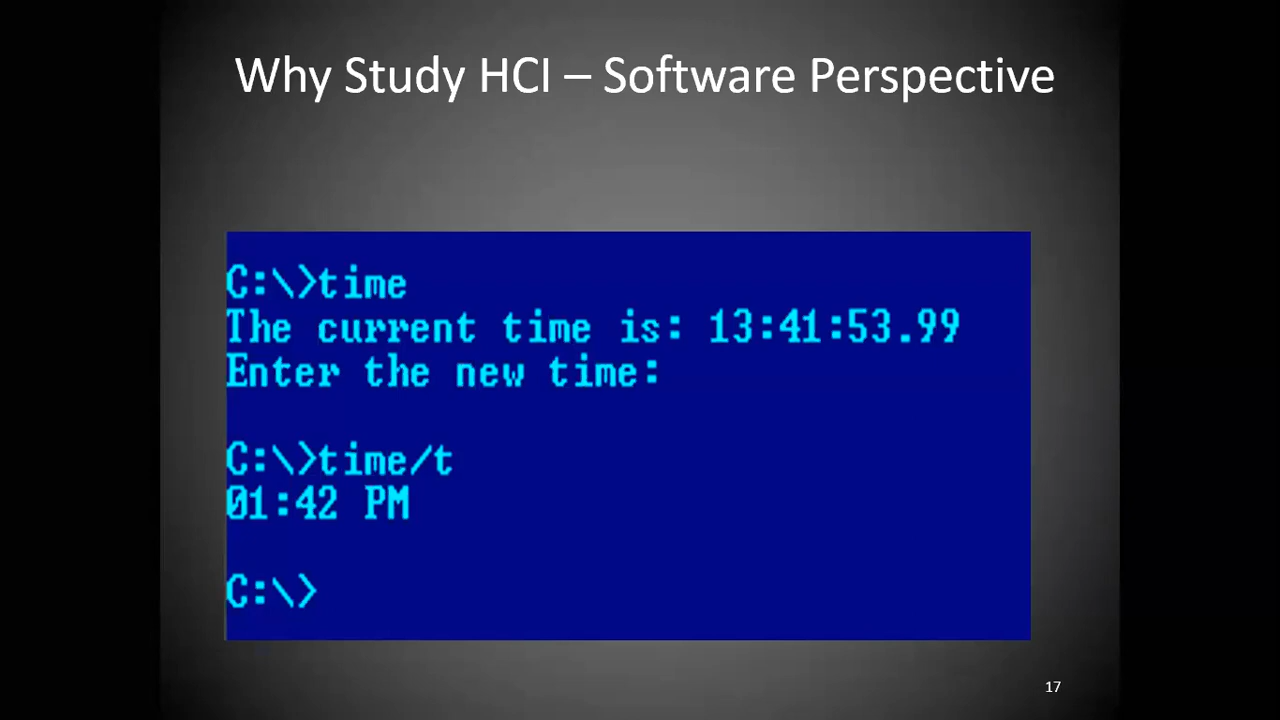 Why Study HCI – Software Perspective
C:\>time
The current time is: 13:41:53.99
Enter the new time:
C:\>time/t
01:42 PM
C:\>
17